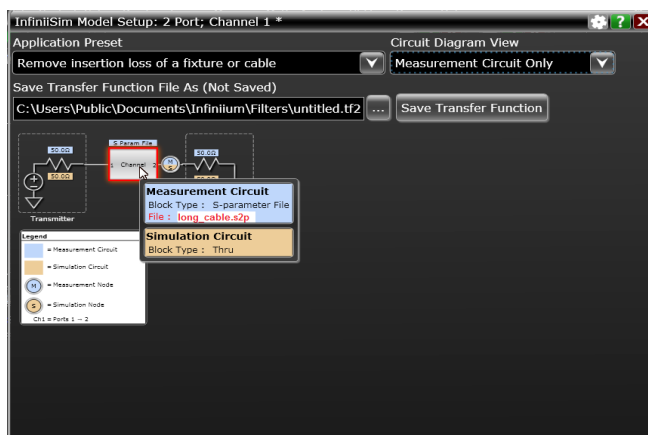 InfiniiSim Model Setup: 2 Port; Channel 1 *
Application Preset
Circuit Diagram View
Remove insertion loss of a fixture or cable
Measurement Circuit Only
Save Transfer Function File As (Not Saved)
C:\Users\Public\Documents\Infiniium\Filters\untitled.tf2
...
Save Transfer Function
50.0Ω
S Param File
50.0Ω
1 Channel 2
M
S
50.0Ω
Transmitter
Measurement Circuit
Block Type : S-parameter File
File : long_cable.s2p
Simulation Circuit
Block Type : Thru
Legend
= Measurement Circuit
= Simulation Circuit
M = Measurement Node
S = Simulation Node
Ch1 = Ports 1 - 2